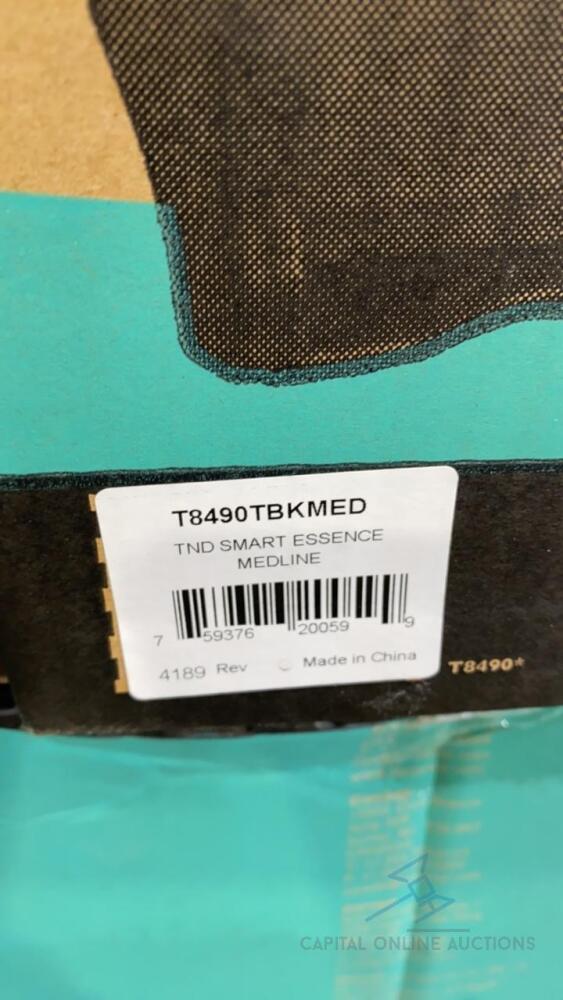 T8490TBKMED
TND SMART ESSENCE
MEDLINE
7 59376 20059 9
4189 Rev Made in China
T8490*
CAPITAL ONLINE AUCTIONS